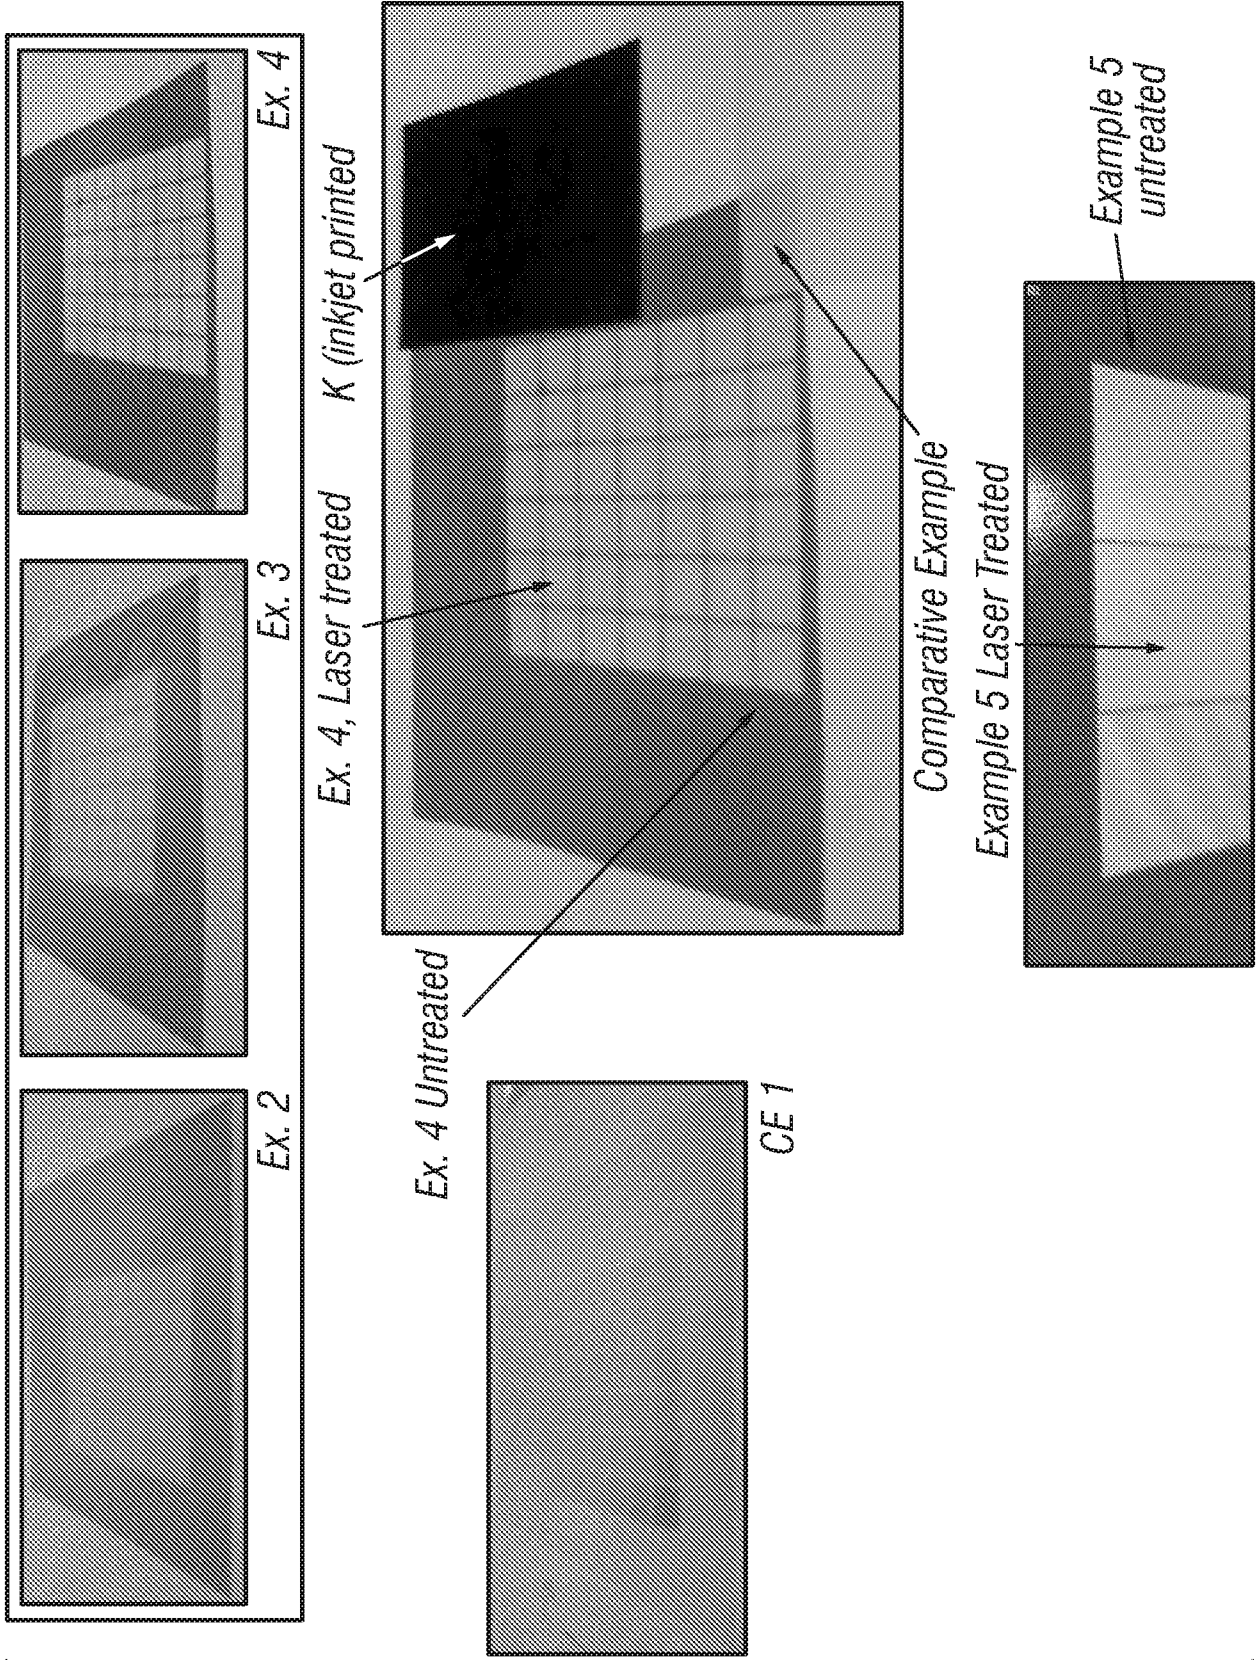 Ex. 2
Ex. 3
Ex. 4
Ex. 4, Laser treated
K (inkjet printed
Ex. 4 Untreated
CE 1
Comparative Example
Example 5 Laser Treated
Example 5
untreated